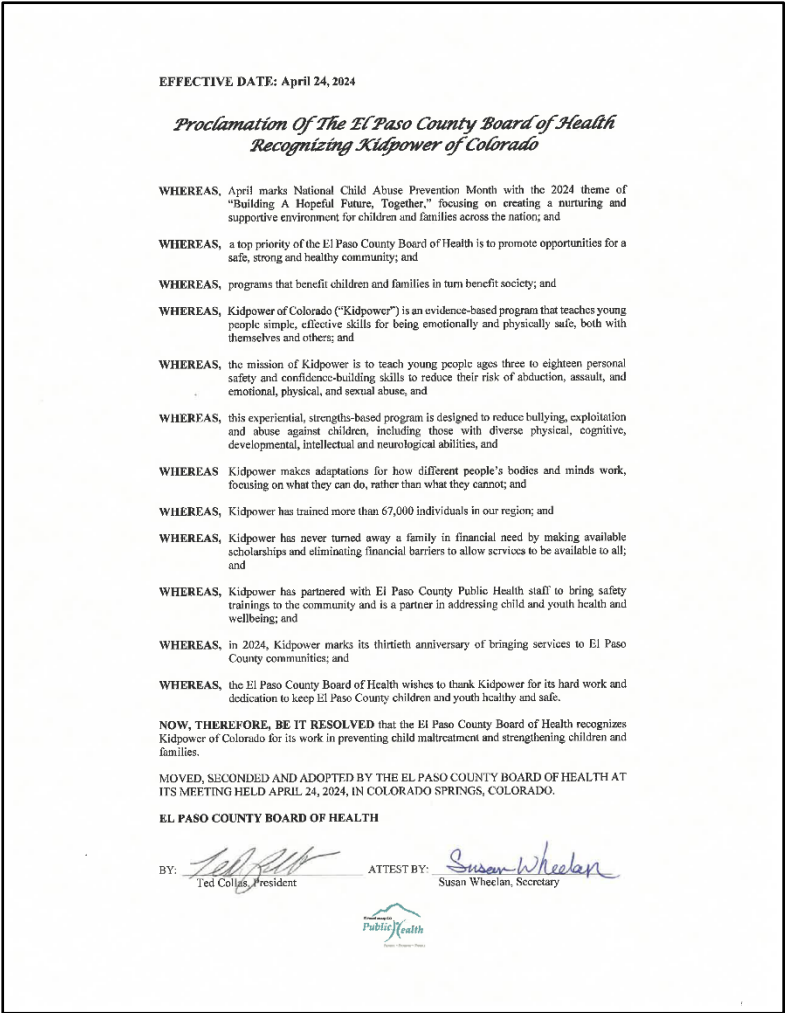 EFFECTIVE DATE: April 24, 2024
Proclamation Of The El Paso County Board of Health
Recognizing Kidpower of Colorado
WHEREAS, April marks National Child Abuse Prevention Month with the 2024 theme of
“Building A Hopeful Future, Together,” focusing on creating a nurturing and
supportive environment for children and families across the nation; and
WHEREAS, a top priority of the El Paso County Board of Health is to promote opportunities for a
safe, strong and healthy community; and
WHEREAS, programs that benefit children and families in turn benefit society; and
WHEREAS, Kidpower of Colorado (“Kidpower”) is an evidence-based program that teaches young
people simple, effective skills for being emotionally and physically safe, both with
themselves and others; and
WHEREAS, the mission of Kidpower is to teach young people ages three to eighteen personal
safety and confidence-building skills to reduce their risk of abduction, assault, and
emotional, physical, and sexual abuse, and
WHEREAS, this experiential, strengths-based program is designed to reduce bullying, exploitation
and abuse against children, including those with diverse physical, cognitive,
developmental, intellectual and neurological abilities, and
WHEREAS Kidpower makes adaptations for how different people’s bodies and minds work,
focusing on what they can do, rather than what they cannot; and
WHEREAS, Kidpower has trained more than 67,000 individuals in our region; and
WHEREAS, Kidpower has never turned away a family in financial need by making available
scholarships and eliminating financial barriers to allow services to be available to all;
and
WHEREAS, Kidpower has partnered with El Paso County Public Health staff to bring safety
trainings to the community and is a partner in addressing child and youth health and
wellbeing; and
WHEREAS, in 2024, Kidpower marks its thirtieth anniversary of bringing services to El Paso
County communities; and
WHEREAS, the El Paso County Board of Health wishes to thank Kidpower for its hard work and
dedication to keep El Paso County children and youth healthy and safe.
NOW, THEREFORE, BE IT RESOLVED that the El Paso County Board of Health recognizes
Kidpower of Colorado for its work in preventing child maltreatment and strengthening children and
families.
MOVED, SECONDED AND ADOPTED BY THE EL PASO COUNTY BOARD OF HEALTH AT
ITS MEETING HELD APRIL 24, 2024, IN COLORADO SPRINGS, COLORADO.
EL PASO COUNTY BOARD OF HEALTH
BY: ATTEST BY: Susan Wheelan
Ted Collas, President Susan Wheelan, Secretary
Public Health